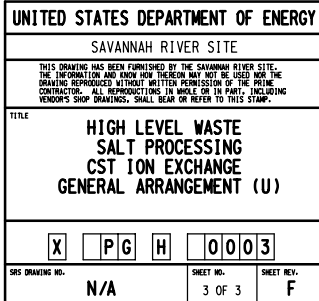 UNITED STATES DEPARTMENT OF ENERGY
SAVANNAH RIVER SITE
THIS DRAWING HAS BEEN FURNISHED BY THE SAVANNAH RIVER SITE.
THE INFORMATION AND KNOW HOW THEREON MAY NOT BE USED NOR THE
DRAWING REPRODUCED WITHOUT WRITTEN PERMISSION OF THE PRIME
CONTRACTOR. ALL REPRODUCTIONS IN WHOLE OR IN PART, INCLUDING
VENDOR'S SHOP DRAWINGS, SHALL BEAR OR REFER TO THIS STAMP.
TITLE
HIGH LEVEL WASTE
SALT PROCESSING
CST ION EXCHANGE
GENERAL ARRANGEMENT (U)
X PG H 0003
SRS DRAWING NO. SHEET NO. SHEET REV.
N/A 3 OF 3 F